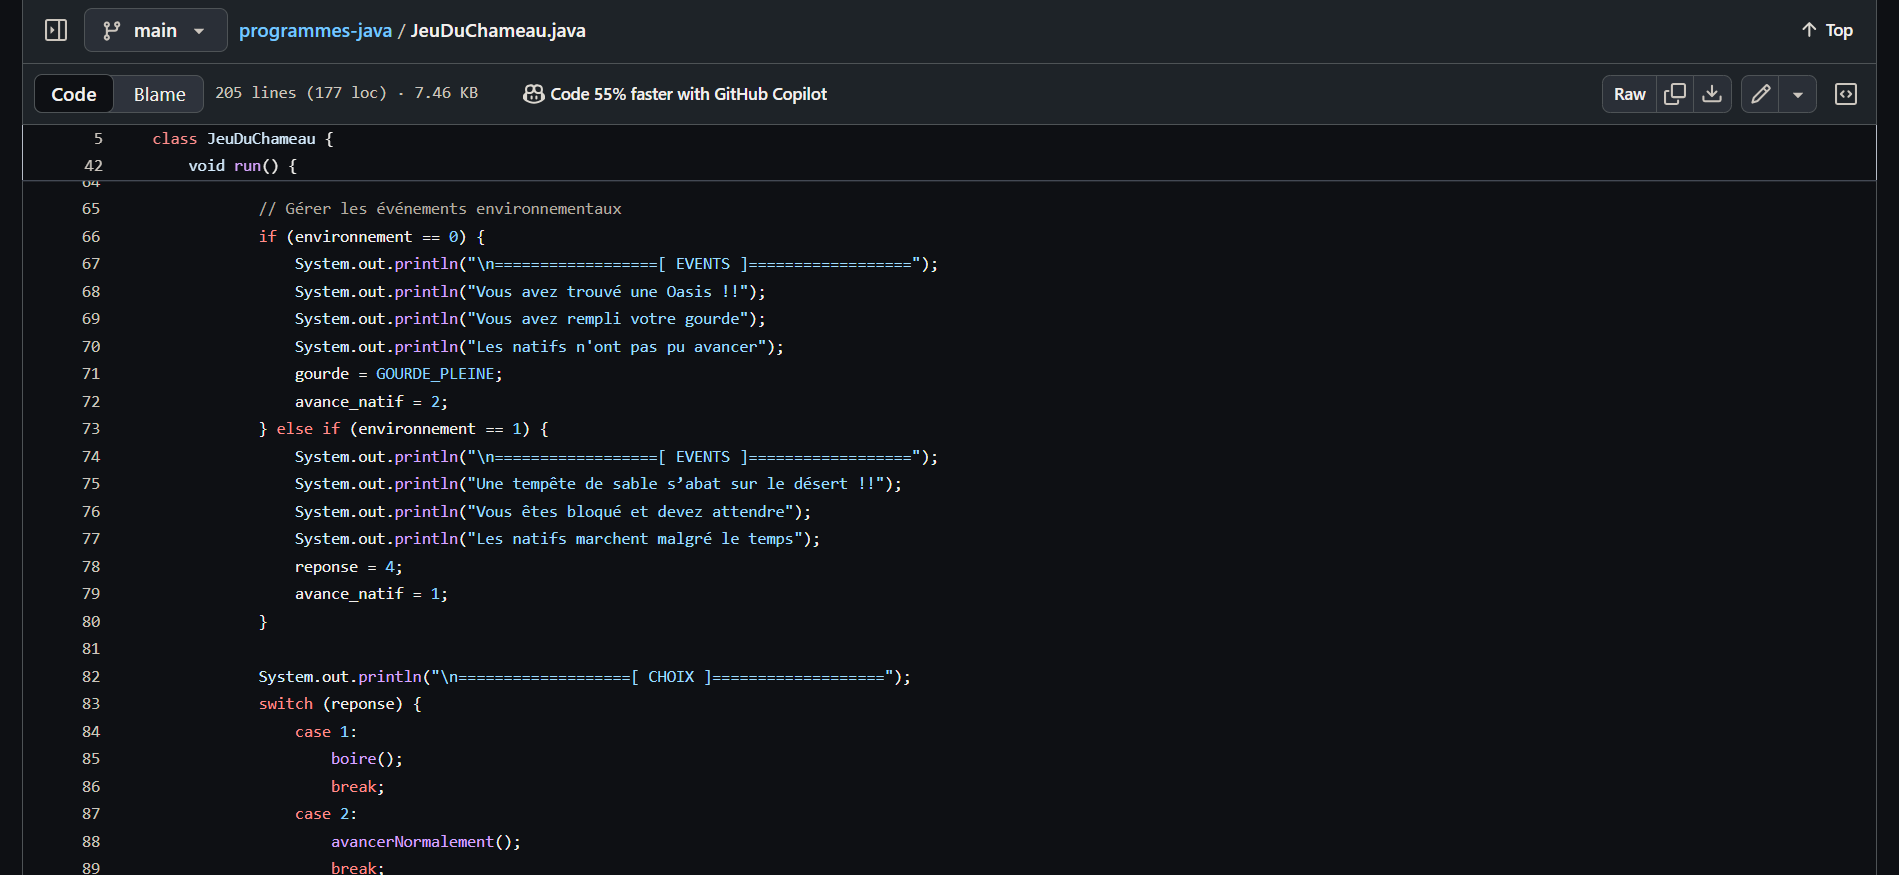 main
programmes-java / JeuDuChameau.java
Top
Code Blame 205 lines (177 loc) · 7.46 KB Code 55% faster with GitHub Copilot Raw
5 class JeuDuChameau {
42 void run() {
64
65 // Gérer les événements environnementaux
66 if (environnement == 0) {
67 System.out.println("\n==================[ EVENTS ]==================");
68 System.out.println("Vous avez trouvé une Oasis !!");
69 System.out.println("Vous avez rempli votre gourde");
70 System.out.println("Les natifs n'ont pas pu avancer");
71 gourde = GOURDE_PLEINE;
72 avance_natif = 2;
73 } else if (environnement == 1) {
74 System.out.println("\n==================[ EVENTS ]==================");
75 System.out.println("Une tempête de sable s’abat sur le désert !!");
76 System.out.println("Vous êtes bloqué et devez attendre");
77 System.out.println("Les natifs marchent malgré le temps");
78 reponse = 4;
79 avance_natif = 1;
80 }
81
82 System.out.println("\n===================[ CHOIX ]===================");
83 switch (reponse) {
84 case 1:
85 boire();
86 break;
87 case 2:
88 avancerNormalement();
89 break;